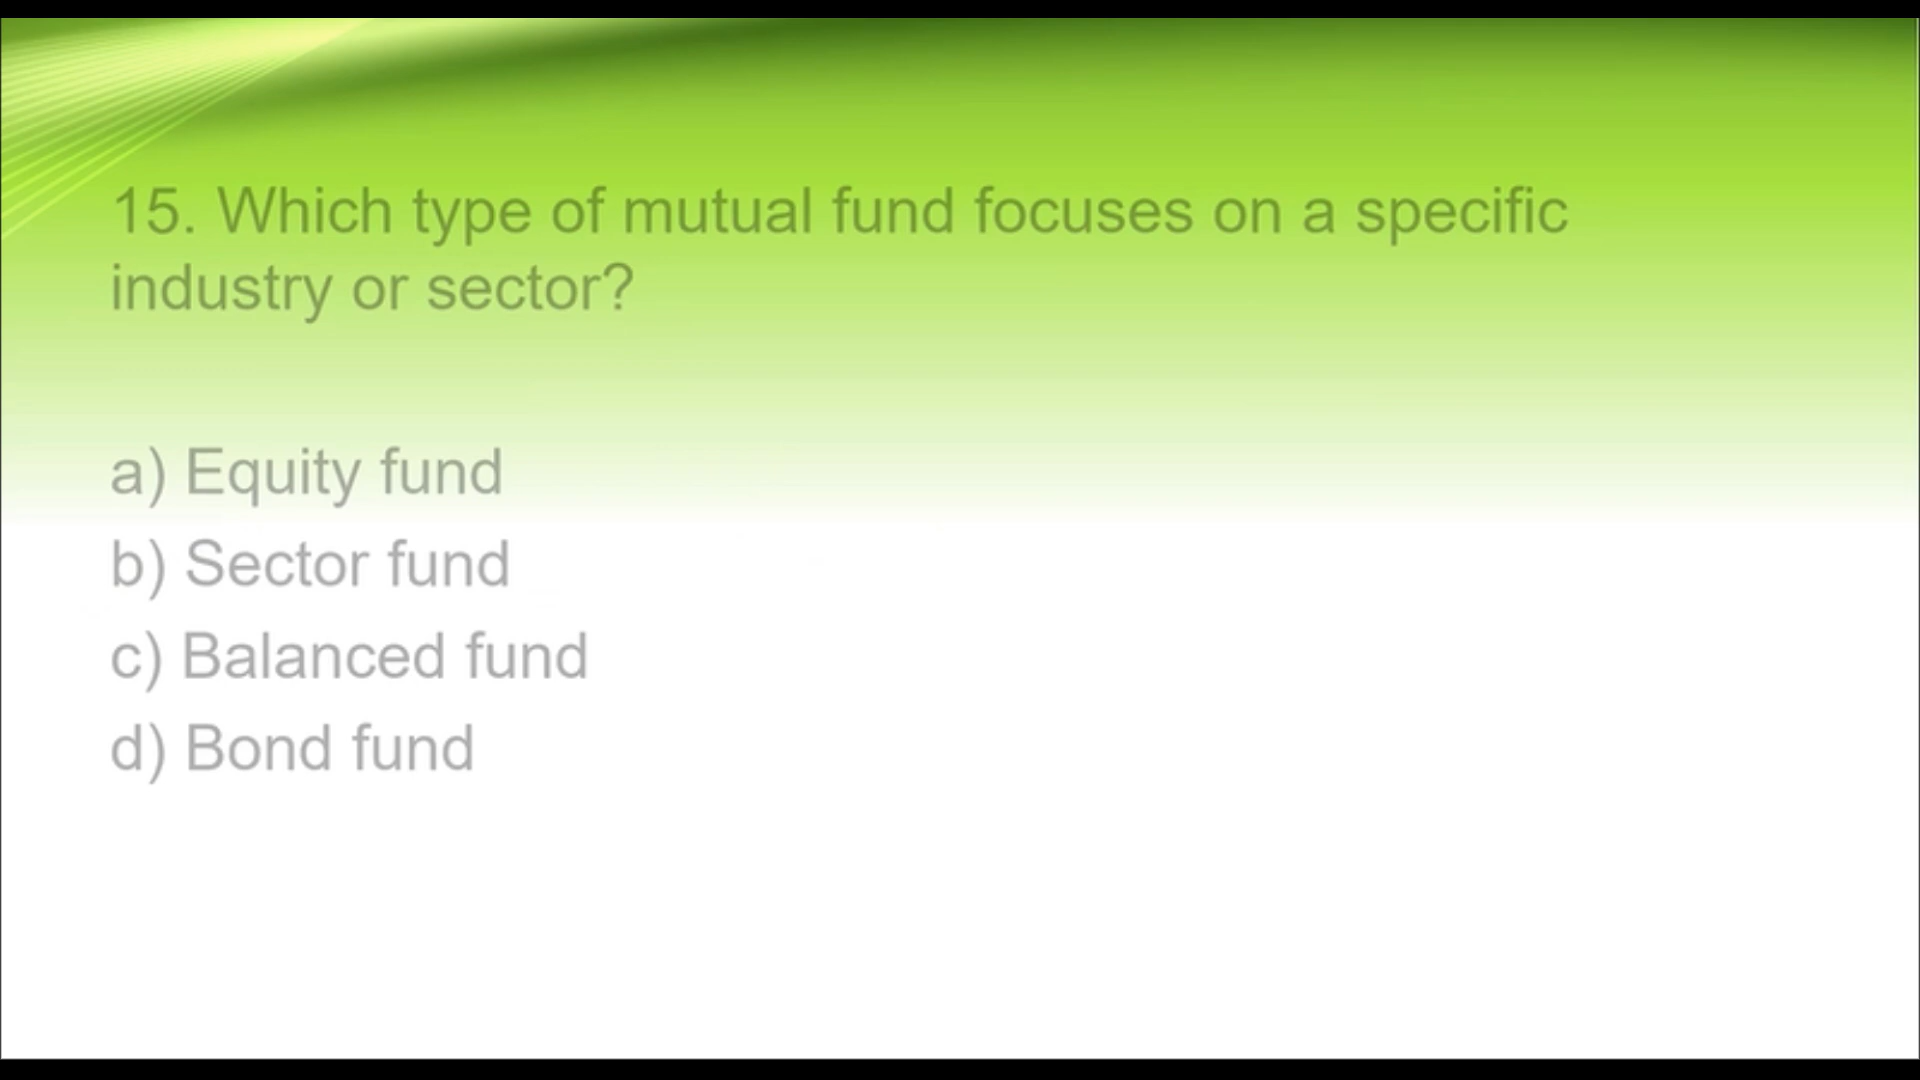 15. Which type of mutual fund focuses on a specific
industry or sector?
a) Equity fund
b) Sector fund
c) Balanced fund
d) Bond fund